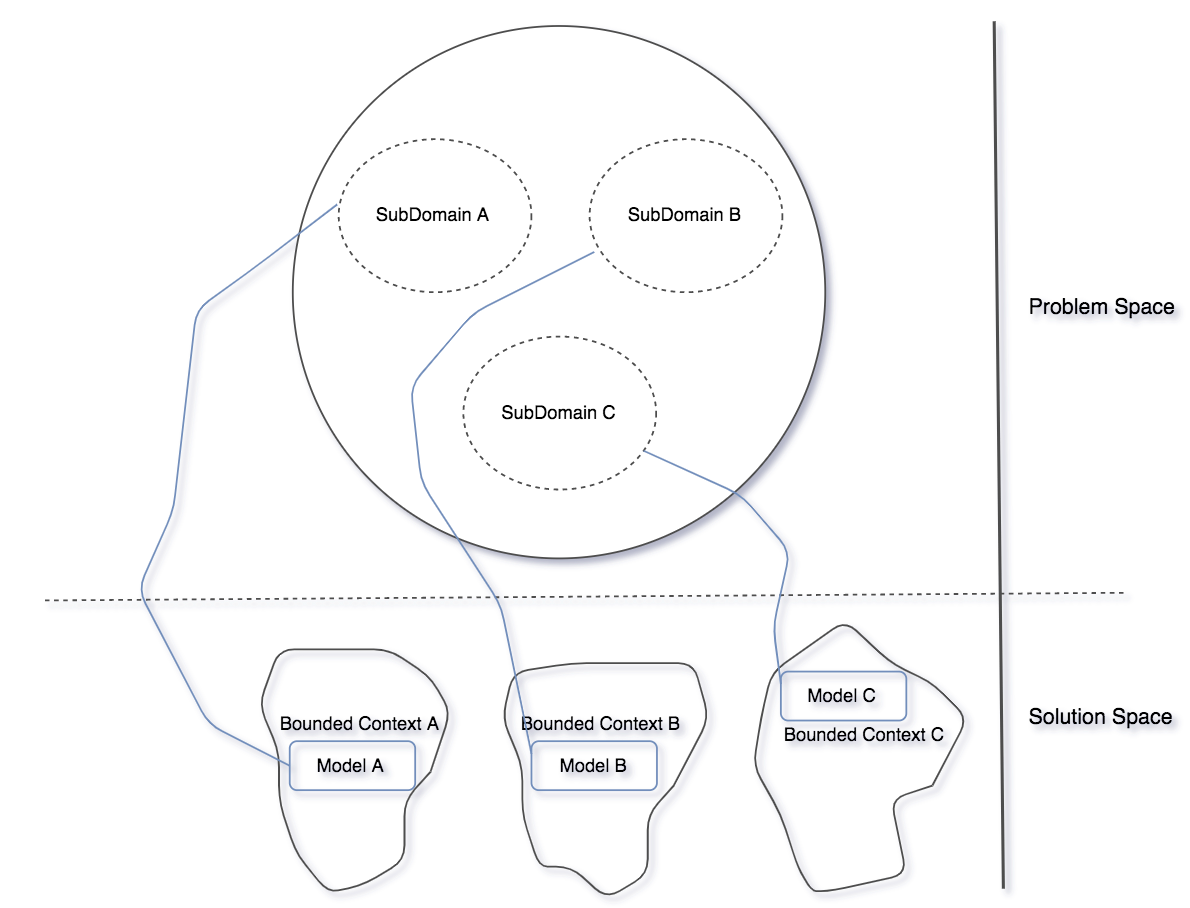 SubDomain A
SubDomain B
Problem Space
SubDomain C
Bounded Context A
Model A
Bounded Context B
Model B
Model C
Bounded Context C
Solution Space